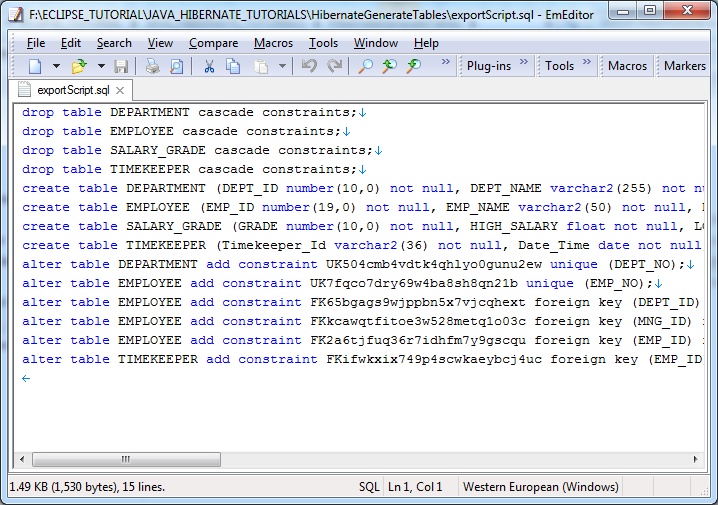 F:\ECLIPSE_TUTORIAL\JAVA_HIBERNATE_TUTORIALS\HibernateGenerateTables\exportScript.sql - EmEditor
File Edit Search View Compare Macros Tools Window Help
Plug-ins » Tools » Macros Markers
exportScript.sql
drop table DEPARTMENT cascade constraints;↓
drop table EMPLOYEE cascade constraints;↓
drop table SALARY_GRADE cascade constraints;↓
drop table TIMEKEEPER cascade constraints;↓
create table DEPARTMENT (DEPT_ID number(10,0) not null, DEPT_NAME varchar2(255) not nu
create table EMPLOYEE (EMP_ID number(19,0) not null, EMP_NAME varchar2(50) not null,
create table SALARY_GRADE (GRADE number(10,0) not null, HIGH_SALARY float not null, LO
create table TIMEKEEPER (Timekeeper_Id varchar2(36) not null, Date_Time date not null
alter table DEPARTMENT add constraint UK504cmb4vdtk4qhlyo0gunu2ew unique (DEPT_NO);↓
alter table EMPLOYEE add constraint UK7fqco7dry69w4ba8sh8qn21b unique (EMP_NO);↓
alter table EMPLOYEE add constraint FK65bgags9wjppbn5x7vjcqhext foreign key (DEPT_ID)
alter table EMPLOYEE add constraint FKkcawqtfitoe3w528metq1o03c foreign key (MNG_ID)
alter table EMPLOYEE add constraint FK2a6tjfuq36r7idhfm7y9gscqu foreign key (EMP_ID)
alter table TIMEKEEPER add constraint FKifwkxix749p4scwkaeybcj4uc foreign key (EMP_ID
←
1.49 KB (1,530 bytes), 15 lines. SQL Ln 1, Col 1 Western European (Windows)